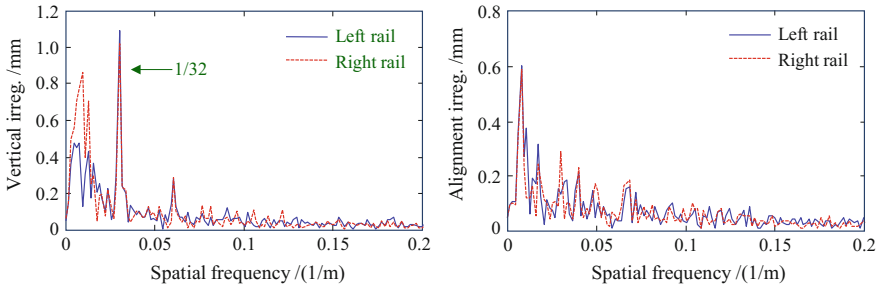 Vertical irreg. /mm
1.2
1.0
0.8
0.6
0.4
0.2
0
0
0.05
0.1
0.15
0.2
Spatial frequency /(1/m)
Left rail
Right rail
1/32
Alignment irreg. /mm
0.8
0.6
0.4
0.2
0
0
0.05
0.1
0.15
0.2
Spatial frequency /(1/m)
Left rail
Right rail